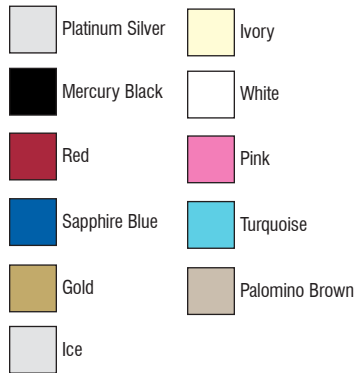 Platinum Silver
Mercury Black
Red
Sapphire Blue
Gold
Ice
Ivory
White
Pink
Turquoise
Palomino Brown